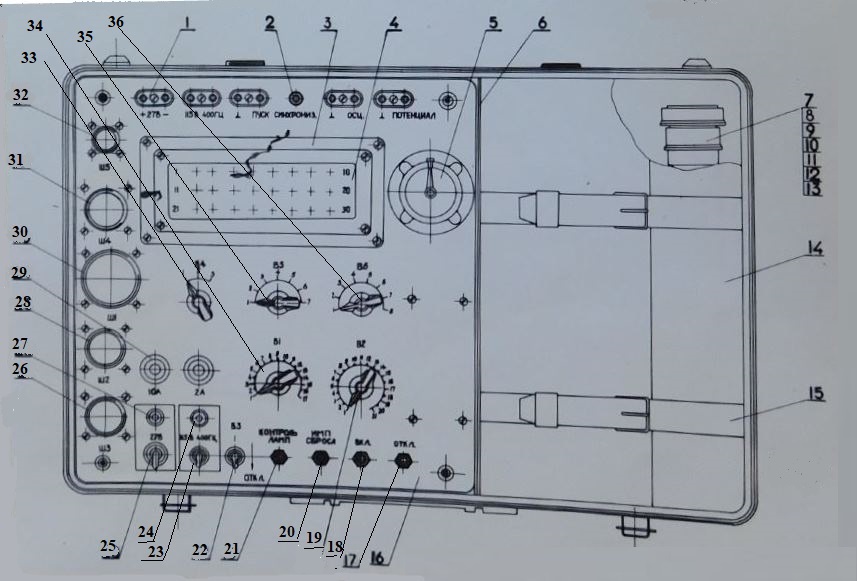 34
33
35
36
1
2
3
4
5
6
+27В −
115В 400ГЦ
⊥ ПУСК
СИНХРОНИЗ.
⊥ ОСЦ.
⊥ ПОТЕНЦИАЛ
32
Ш5
1 10
11 20
21 30
7
8
9
10
11
12
13
31
Ш4
30
29
28
27
26
Ш1
В4
В5
В6
14
Ш2
10А
2А
В1
В2
15
Ш3
27В
115В 400ГЦ
В3
ОТКЛ.
КОНТРОЛЬ
ЛАМП
ИМП
СБРОСА
ВКЛ.
ОТКЛ.
25
24
23
22
21
20
19
18
17
16